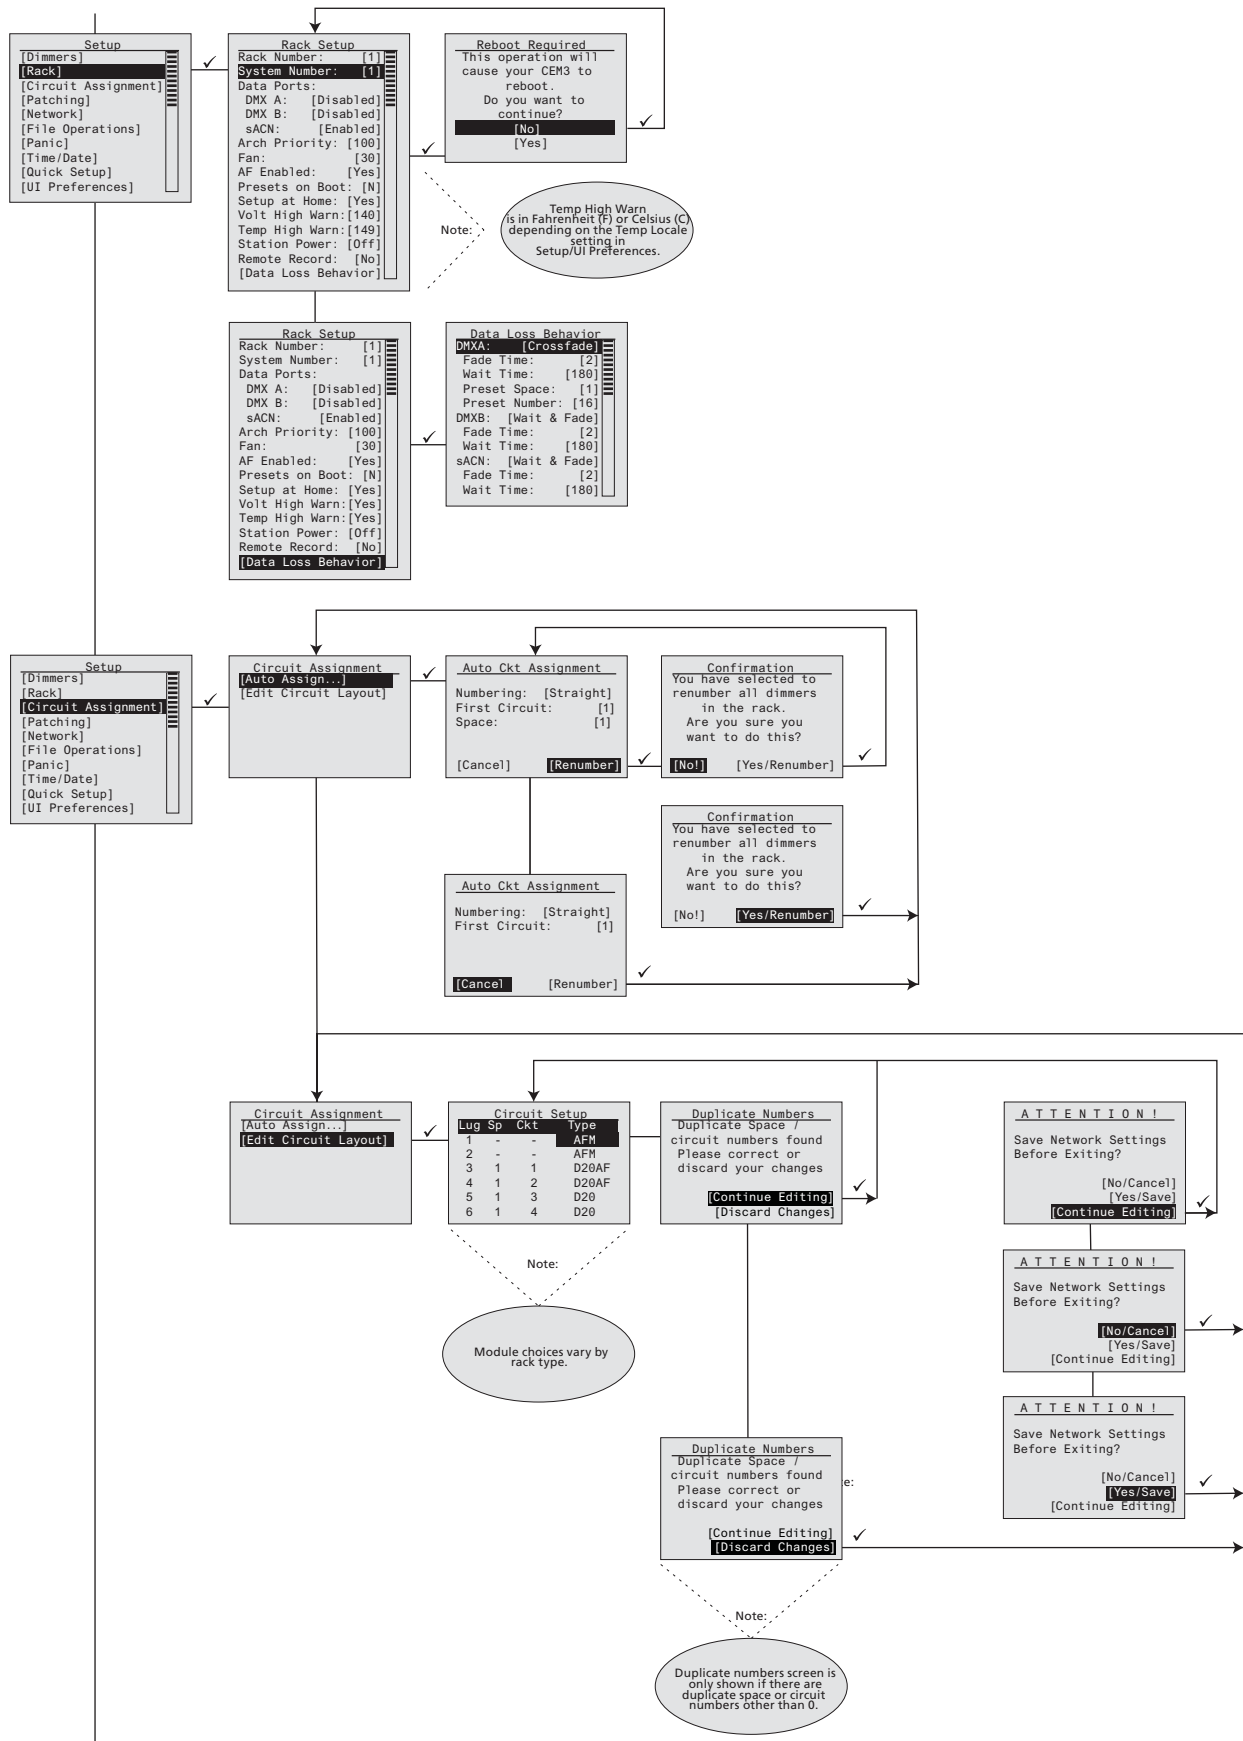 Setup
[Dimmers]
[Rack]
[Circuit Assignment]
[Patching]
[Network]
[File Operations]
[Panic]
[Time/Date]
[Quick Setup]
[UI Preferences]
Rack Setup
Rack Number: [1]
System Number: [1]
Data Ports:
DMX A: [Disabled]
DMX B: [Disabled]
sACN: [Enabled]
Arch Priority: [100]
Fan: [30]
AF Enabled: [Yes]
Presets on Boot: [N]
Setup at Home: [Yes]
Volt High Warn:[140]
Temp High Warn:[149]
Station Power: [Off]
Remote Record: [No]
[Data Loss Behavior]
Reboot Required
This operation will
cause your CEM3 to
reboot.
Do you want to
continue?
[No]
[Yes]
Note:
Temp High Warn
is in Fahrenheit (F) or Celsius (C)
depending on the Temp Locale
setting in
Setup/UI Preferences.
Rack Setup
Rack Number: [1]
System Number: [1]
Data Ports:
DMX A: [Disabled]
DMX B: [Disabled]
sACN: [Enabled]
Arch Priority: [100]
Fan: [30]
AF Enabled: [Yes]
Presets on Boot: [N]
Setup at Home: [Yes]
Volt High Warn:[Yes]
Temp High Warn:[Yes]
Station Power: [Off]
Remote Record: [No]
[Data Loss Behavior]
Data Loss Behavior
DMXA: [Crossfade]
Fade Time: [2]
Wait Time: [180]
Preset Space: [1]
Preset Number: [16]
DMXB: [Wait & Fade]
Fade Time: [2]
Wait Time: [180]
sACN: [Wait & Fade]
Fade Time: [2]
Wait Time: [180]
Setup
[Dimmers]
[Rack]
[Circuit Assignment]
[Patching]
[Network]
[File Operations]
[Panic]
[Time/Date]
[Quick Setup]
[UI Preferences]
Circuit Assignment
[Auto Assign...]
[Edit Circuit Layout]
Auto Ckt Assignment
Numbering: [Straight]
First Circuit: [1]
Space: [1]
[Cancel] [Renumber]
Confirmation
You have selected to
renumber all dimmers
in the rack.
Are you sure you
want to do this?
[No!] [Yes/Renumber]
Confirmation
You have selected to
renumber all dimmers
in the rack.
Are you sure you
want to do this?
[No!] [Yes/Renumber]
Auto Ckt Assignment
Numbering: [Straight]
First Circuit: [1]
[Cancel [Renumber]
Circuit Assignment
[Auto Assign...]
[Edit Circuit Layout]
Circuit Setup
Lug Sp Ckt Type
1 - - AFM
2 - - AFM
3 1 1 D20AF
4 1 2 D20AF
5 1 3 D20
6 1 4 D20
Note:
Module choices vary by
rack type.
Duplicate Numbers
Duplicate Space /
circuit numbers found
Please correct or
discard your changes
[Continue Editing]
[Discard Changes]
A T T E N T I O N !
Save Network Settings
Before Exiting?
[No/Cancel]
[Yes/Save]
[Continue Editing]
A T T E N T I O N !
Save Network Settings
Before Exiting?
[No/Cancel]
[Yes/Save]
[Continue Editing]
A T T E N T I O N !
Save Network Settings
Before Exiting?
[No/Cancel]
[Yes/Save]
[Continue Editing]
Duplicate Numbers
Duplicate Space /
circuit numbers found
Please correct or
discard your changes
[Continue Editing]
[Discard Changes]
e:
Note:
Duplicate numbers screen is
only shown if there are
duplicate space or circuit
numbers other than 0.